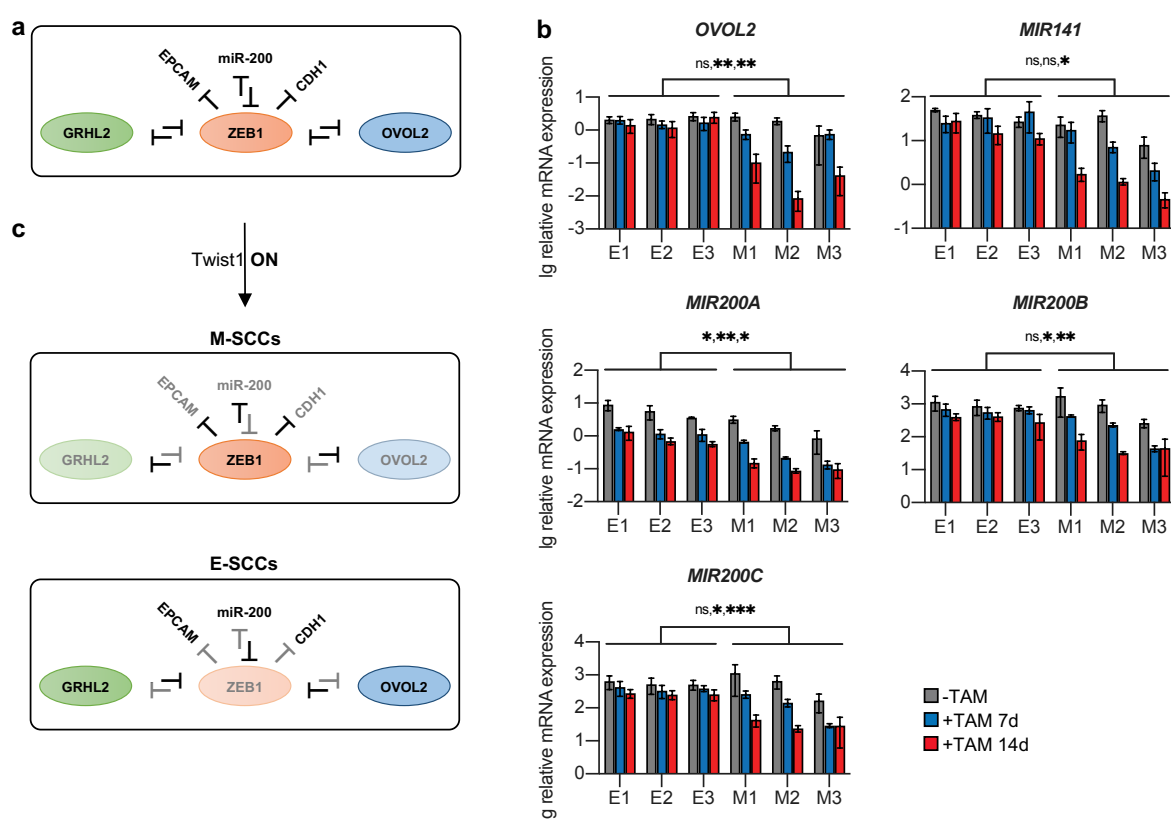 a
EPCAM
miR-200
CDH1
GRHL2
ZEB1
OVOL2
c
Twist1 ON
M-SCCs
EPCAM
miR-200
CDH1
GRHL2
ZEB1
OVOL2
E-SCCs
EPCAM
miR-200
CDH1
GRHL2
ZEB1
OVOL2
b
OVOL2
ns,**,**
lg relative mRNA expression
1
0
-1
-2
-3
E1 E2 E3 M1 M2 M3
MIR141
ns,ns,*
2
1
0
-1
E1 E2 E3 M1 M2 M3
MIR200A
*,**,*
lg relative mRNA expression
2
1
0
-1
-2
E1 E2 E3 M1 M2 M3
MIR200B
ns,*,**
4
3
2
1
0
E1 E2 E3 M1 M2 M3
MIR200C
ns,*,***
g relative mRNA expression
4
3
2
1
0
E1 E2 E3 M1 M2 M3
-TAM
+TAM 7d
+TAM 14d